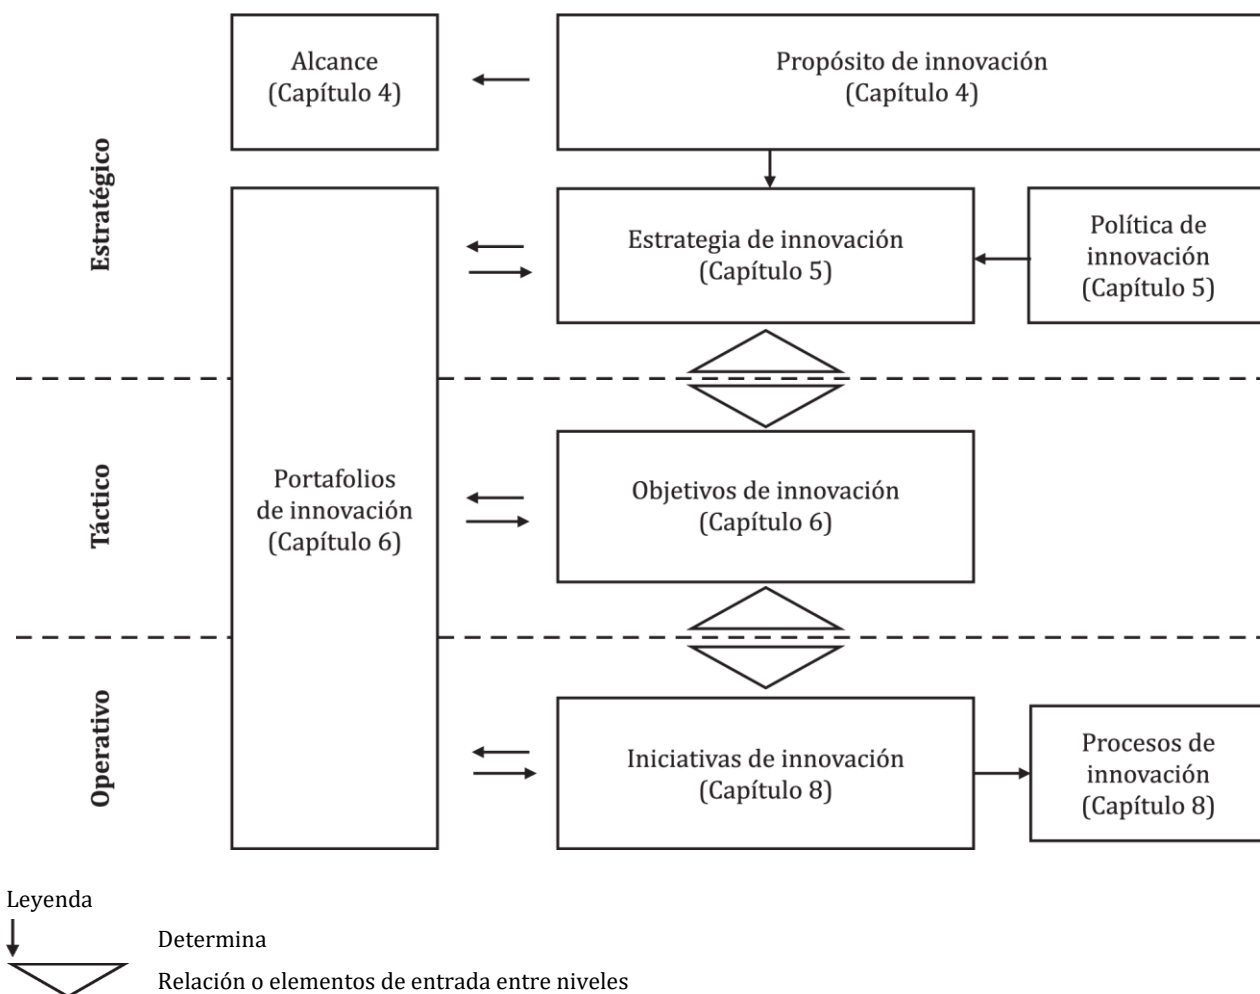 Alcance
(Capítulo 4)
Propósito de innovación
(Capítulo 4)
Estratégico
Estrategia de innovación
(Capítulo 5)
Política de
innovación
(Capítulo 5)
Táctico
Portafolios
de innovación
(Capítulo 6)
Objetivos de innovación
(Capítulo 6)
Operativo
Iniciativas de innovación
(Capítulo 8)
Procesos de
innovación
(Capítulo 8)
Leyenda
Determina
Relación o elementos de entrada entre niveles